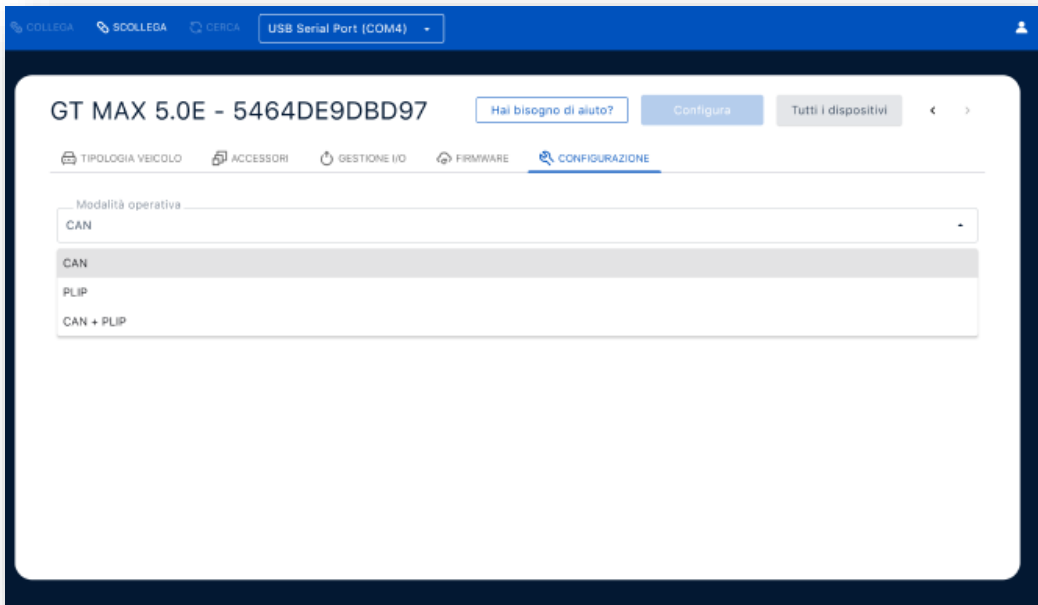 COLLEGA SCOLLEGA CERCA USB Serial Port (COM4)
GT MAX 5.0E - 5464DE9DBD97 Hai bisogno di aiuto? Configura Tutti i dispositivi
TIPOLOGIA VEICOLO ACCESSORI GESTIONE I/O FIRMWARE CONFIGURAZIONE
Modalità operativa
CAN
CAN
PLIP
CAN + PLIP